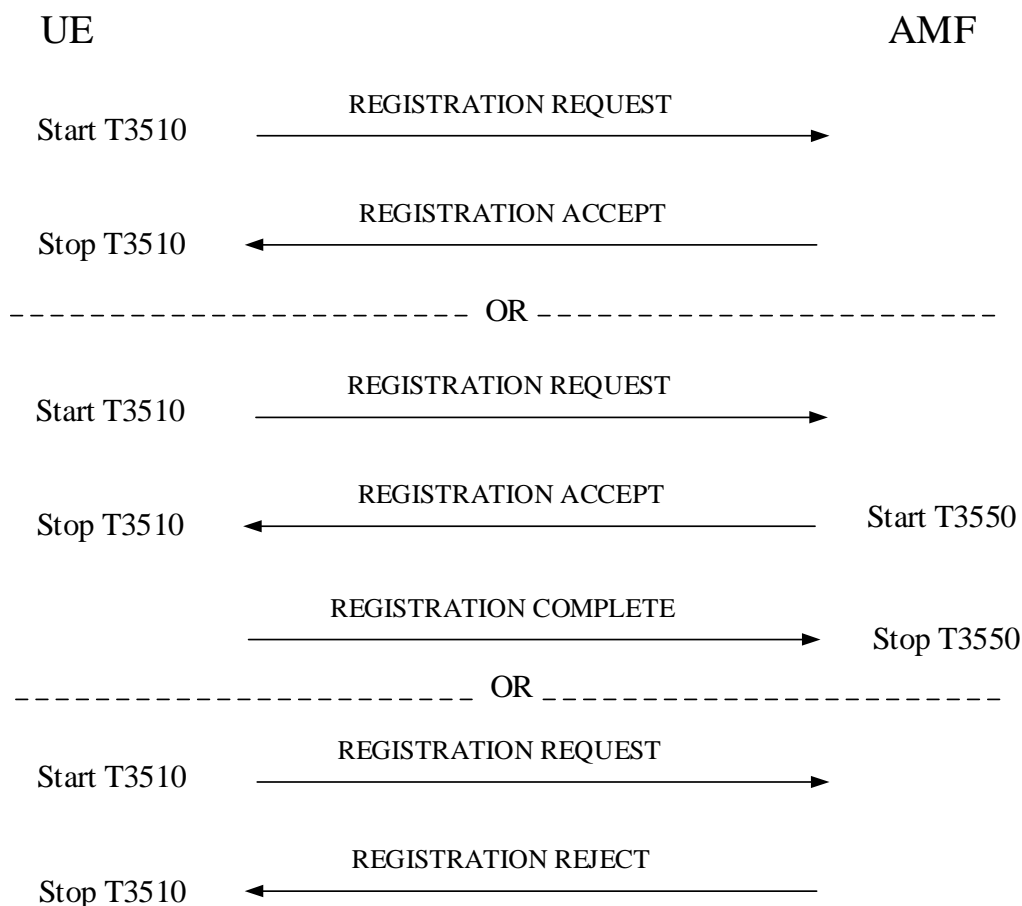 UE AMF
REGISTRATION REQUEST
Start T3510
REGISTRATION ACCEPT
Stop T3510
OR
REGISTRATION REQUEST
Start T3510
REGISTRATION ACCEPT
Stop T3510 Start T3550
REGISTRATION COMPLETE
Stop T3550
OR
REGISTRATION REQUEST
Start T3510
REGISTRATION REJECT
Stop T3510